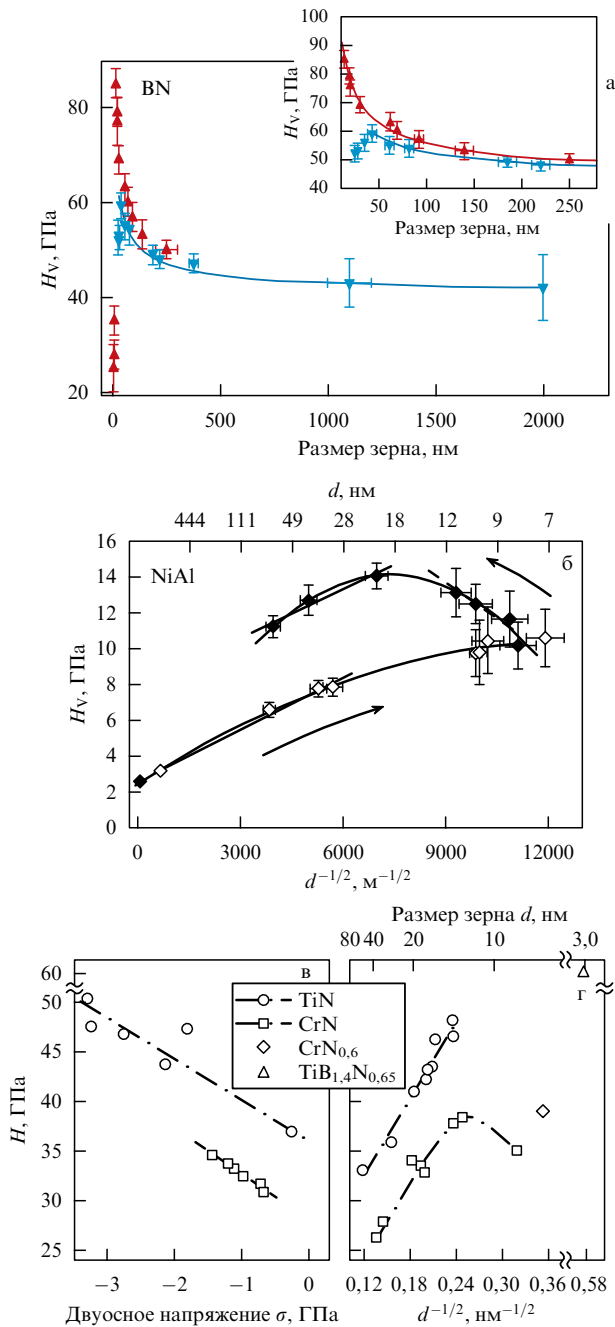 а
100
90
80
70
60
50
40
H_V, ГПа
50 100 150 200 250
Размер зерна, нм
BN
80
60
40
20
H_V, ГПа
0 500 1000 1500 2000
Размер зерна, нм
d, нм
444 111 49 28 18 12 9 7
NiAl
б
16
14
12
10
8
6
4
2
0
H_V, ГПа
0 3000 6000 9000 12000
d^{−1/2}, м^{−1/2}
Размер зерна d, нм
80 40 20 10 3,0
в
г
60
50
45
40
35
30
25
H, ГПа
TiN
CrN
CrN_{0,6}
TiB_{1,4}N_{0,65}
−3 −2 −1 0
Двуосное напряжение σ, ГПа
0,12 0,18 0,24 0,30 0,36 0,58
d^{−1/2}, нм^{−1/2}